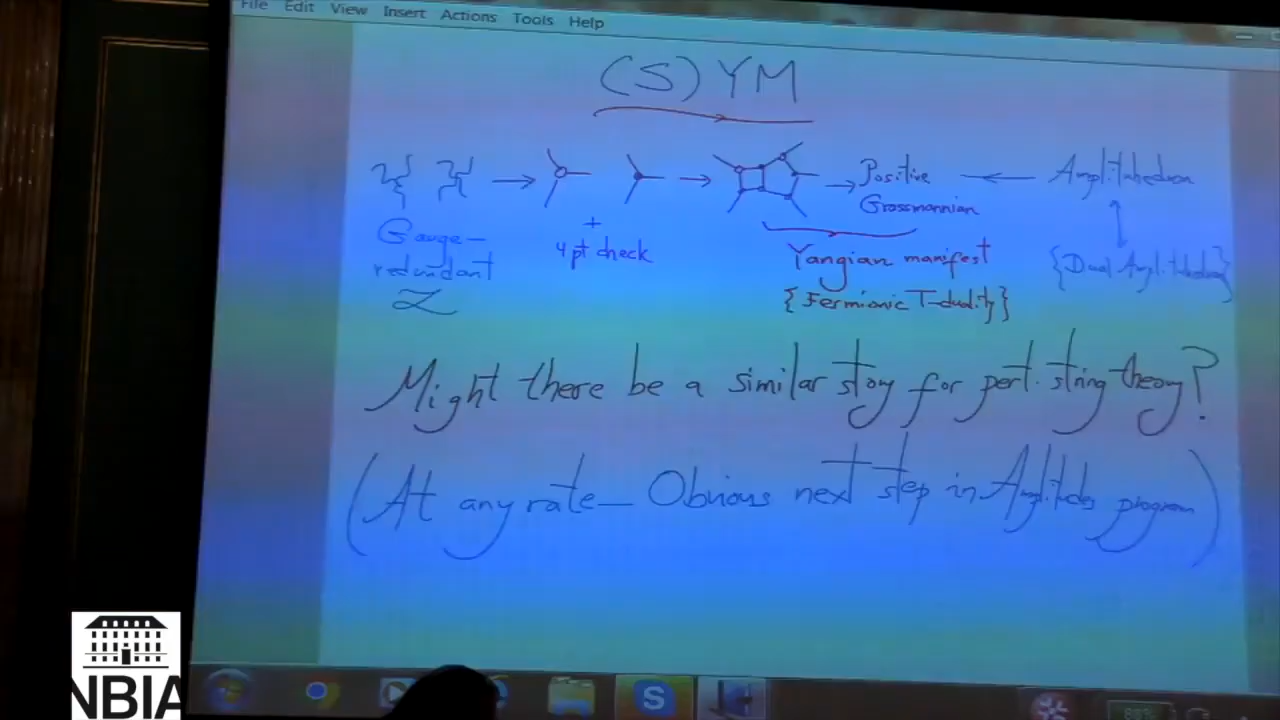 File Edit View Insert Actions Tools Help
(S) YM
Positive Grossmannian
Amplituhedron
Gauge-redundant
L
+
4pt check
Yangian manifest
{Fermionic T-duality}
{Dual Amplituhedron}
Might there be a similar story for pert. string theory?
(At any rate— Obvious next step in Amplitudes program)
NBIA
S